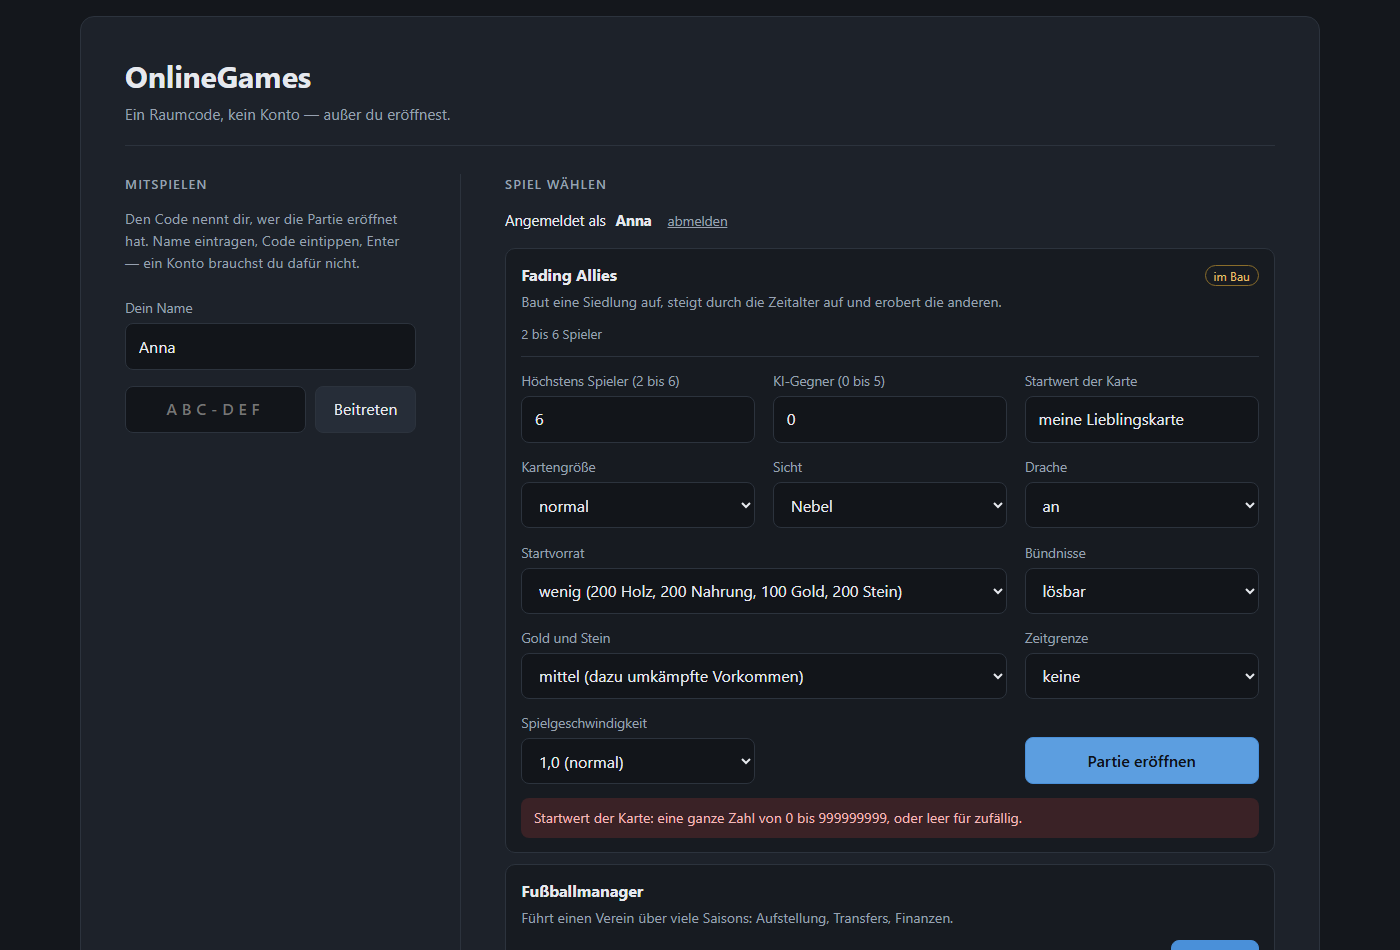 OnlineGames
Ein Raumcode, kein Konto — außer du eröffnest.
MITSPIELEN
Den Code nennt dir, wer die Partie eröffnet
hat. Name eintragen, Code eintippen, Enter
— ein Konto brauchst du dafür nicht.
Dein Name
Anna
ABC-DEF
Beitreten
SPIEL WÄHLEN
Angemeldet als Anna abmelden
Fading Allies
im Bau
Baut eine Siedlung auf, steigt durch die Zeitalter auf und erobert die anderen.
2 bis 6 Spieler
Höchstens Spieler (2 bis 6)
KI-Gegner (0 bis 5)
Startwert der Karte
6
0
meine Lieblingskarte
Kartengröße
Sicht
Drache
normal
Nebel
an
Startvorrat
Bündnisse
wenig (200 Holz, 200 Nahrung, 100 Gold, 200 Stein)
lösbar
Gold und Stein
Zeitgrenze
mittel (dazu umkämpfte Vorkommen)
keine
Spielgeschwindigkeit
1,0 (normal)
Partie eröffnen
Startwert der Karte: eine ganze Zahl von 0 bis 999999999, oder leer für zufällig.
Fußballmanager
Führt einen Verein über viele Saisons: Aufstellung, Transfers, Finanzen.